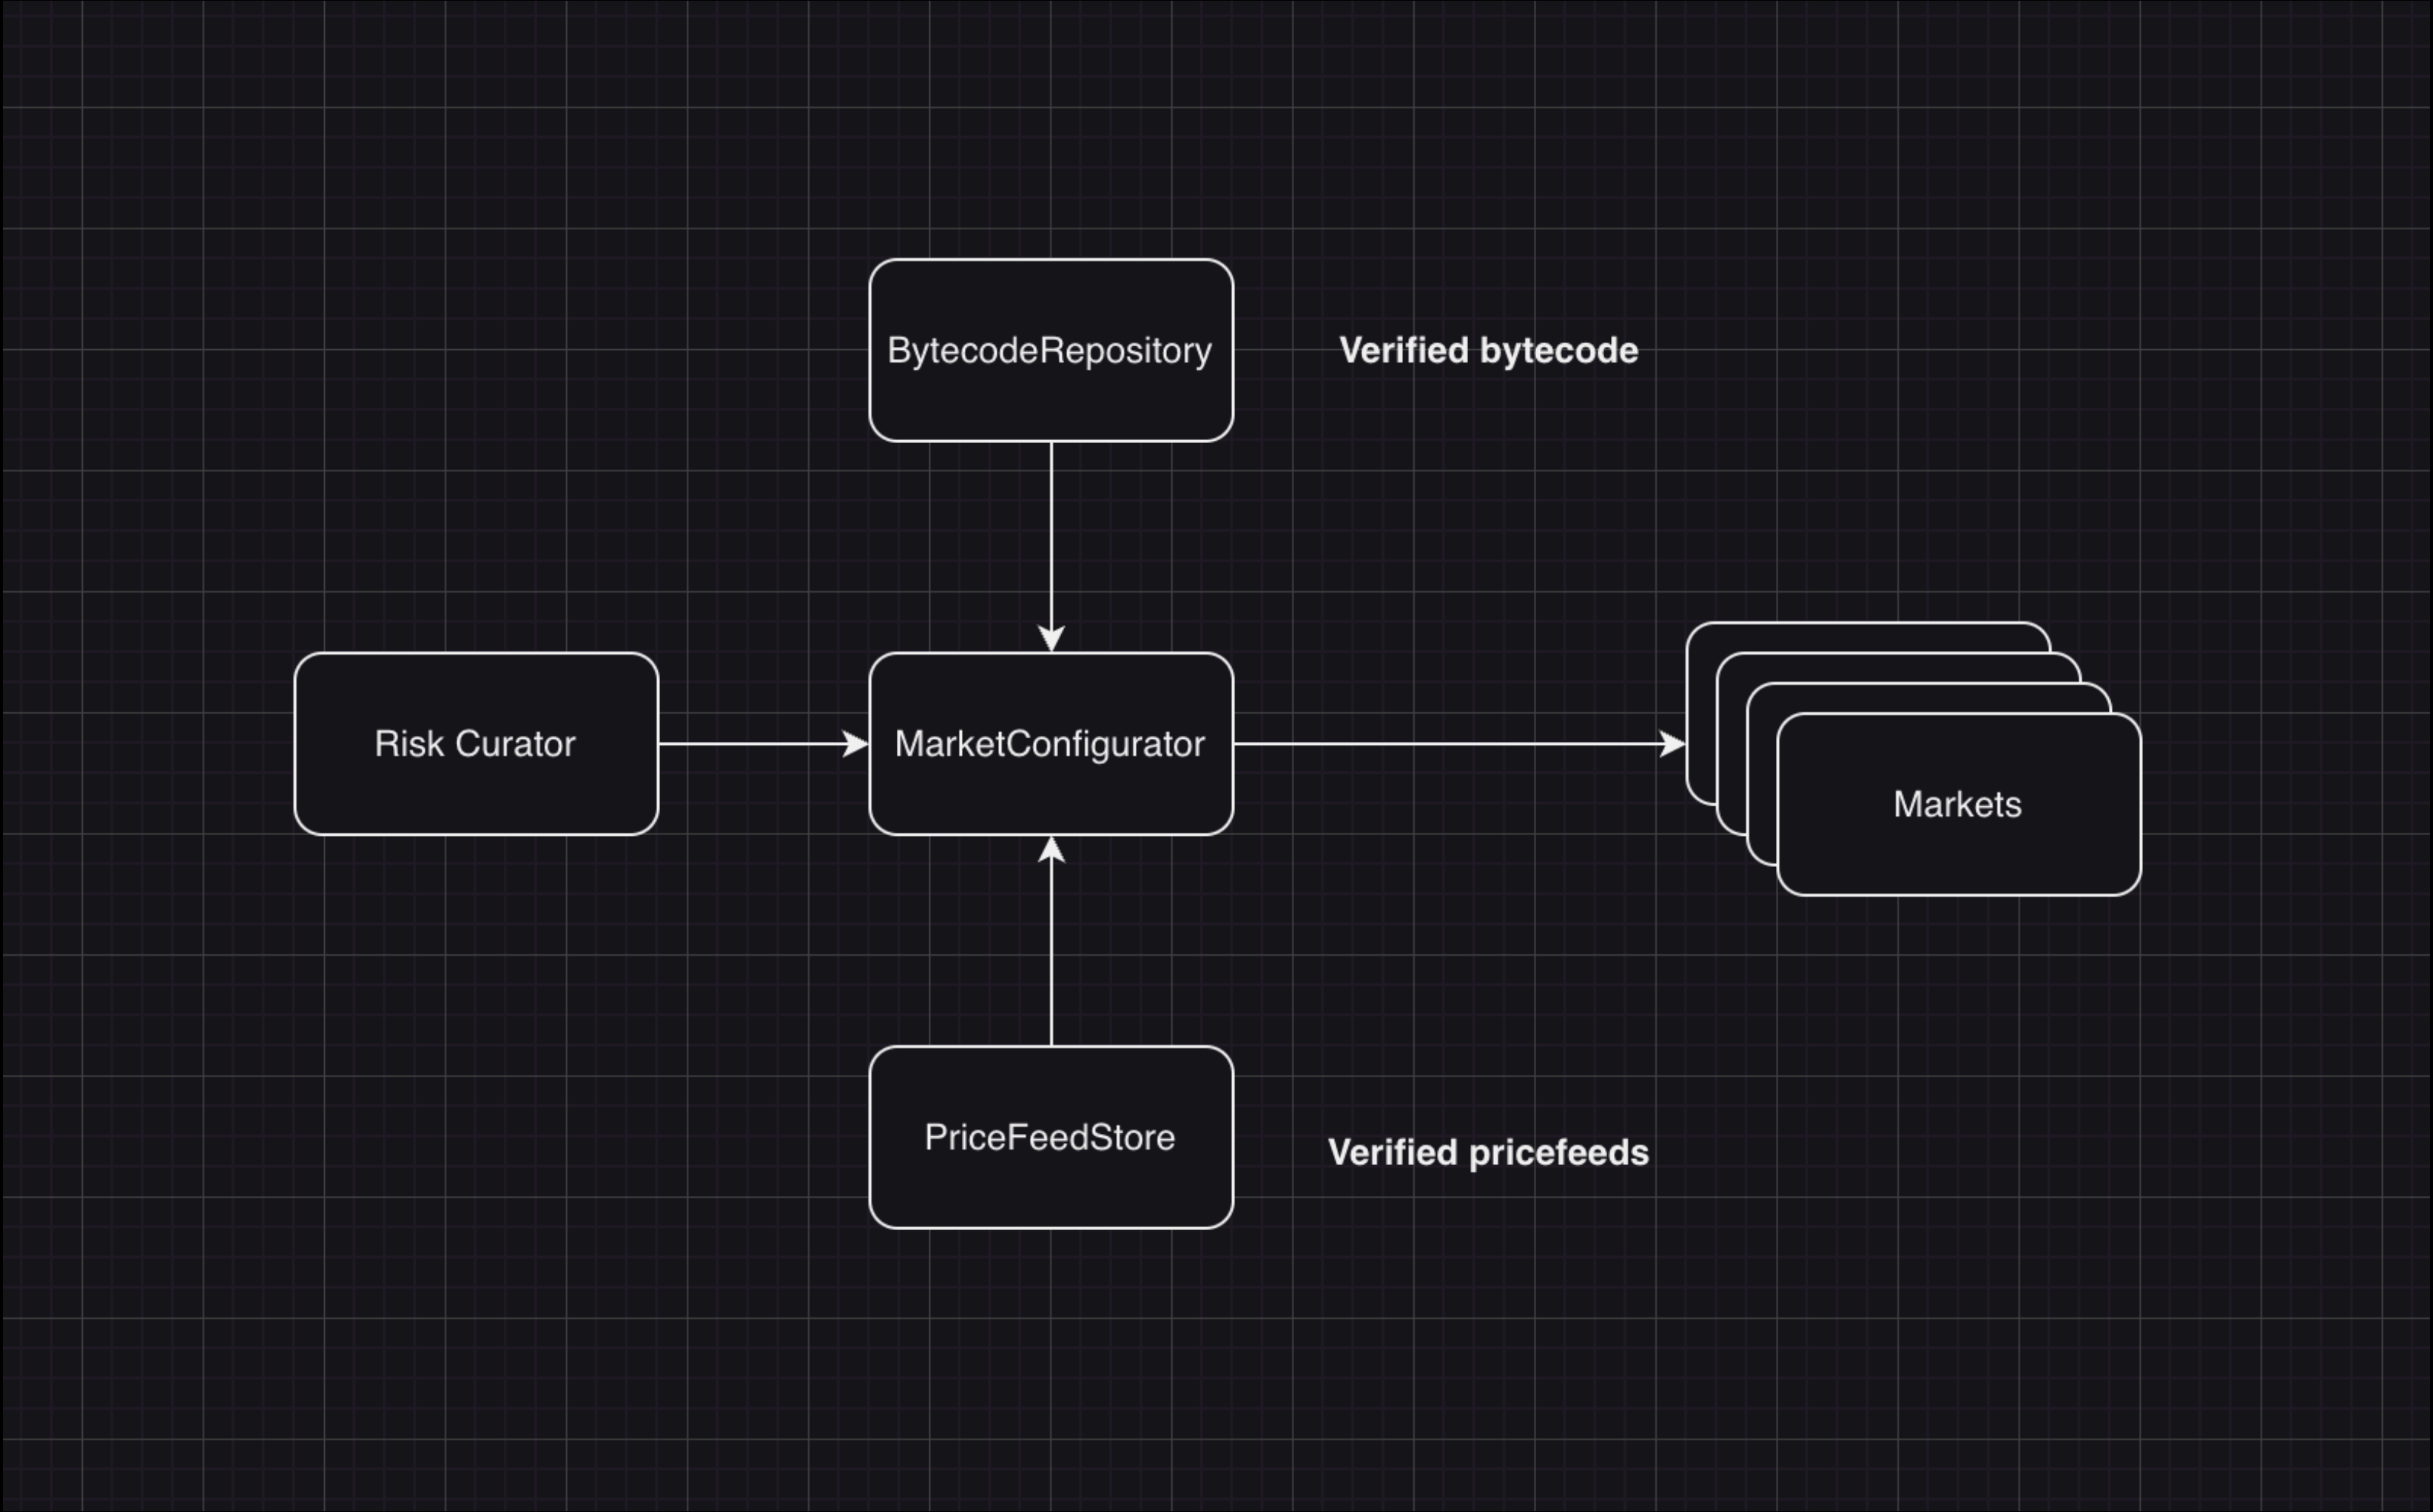 BytecodeRepository
Verified bytecode
Risk Curator
MarketConfigurator
Markets
PriceFeedStore
Verified pricefeeds